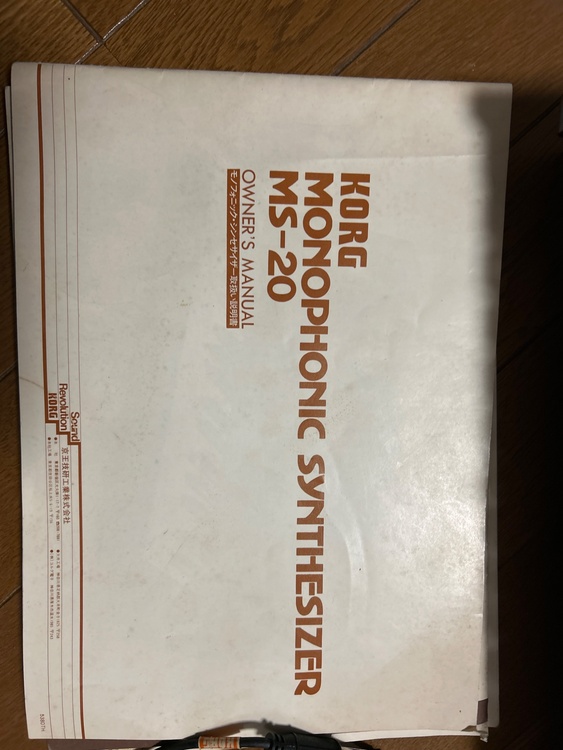 KORG
MONOPHONIC SYNTHESIZER
MS-20
OWNER'S MANUAL
モノフォニック・シンセサイザー取扱い説明書
Sound
Revolution
KORG
京王技研工業株式会社